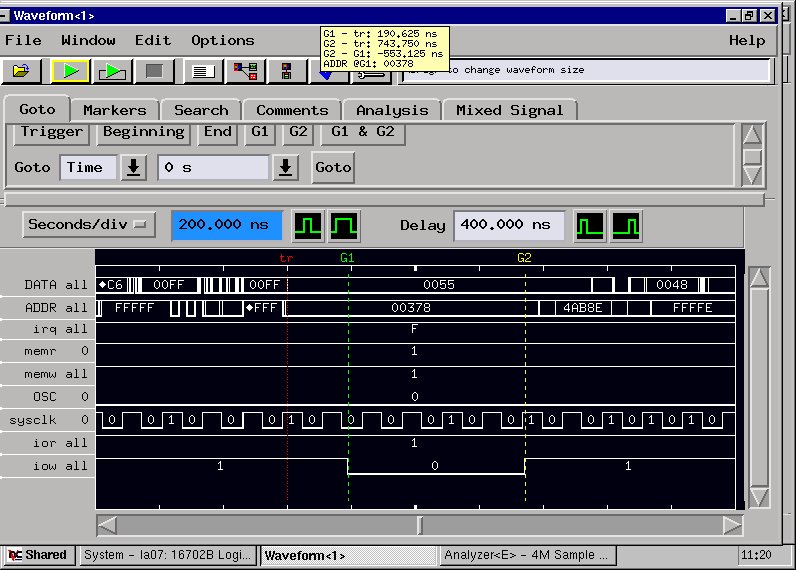 Waveform<1>
G1 - tr: 190.625 ns
G2 - tr: 743.750 ns
G2 - G1: -553.125 ns
ADDR @G1: 00378
File Window Edit Options Help
to change waveform size
Goto Markers Search Comments Analysis Mixed Signal
Trigger Beginning End G1 G2 G1 & G2
Goto Time 0 s Goto
Seconds/div 200.000 ns Delay 400.000 ns
tr G1 G2
DATA all C6 00FF 00FF 0055 0048
ADDR all FFFFF FFF 00378 4AB8E FFFFE
irq all F
memr 0 1
memw all 1
OSC 0 0
sysclk 0 0 0 1 0 0 0 1 0 0 0 0 0 0 1 0 0 1 0 1 0
ior all 1
iow all 1 0 1
Shared System - la07: 16702B Logi... Waveform<1> Analyzer<E> - 4M Sample ... 11:20